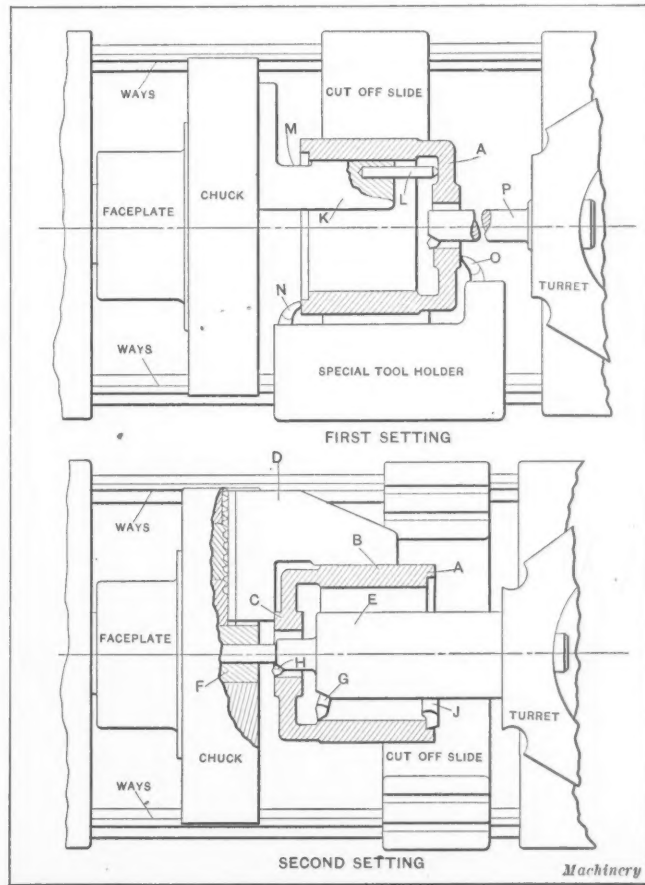 WAYS
CUT OFF SLIDE
M
A
CHUCK
L
P
FACEPLATE
K
O
N
TURRET
WAYS
SPECIAL TOOL HOLDER
FIRST SETTING
D
WAYS
B
A
C
E
FACEPLATE
H
F
G
J
TURRET
CHUCK
CUT OFF SLIDE
WAYS
SECOND SETTING
Machinery